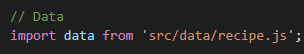 // Data
import data from 'src/data/recipe.js';